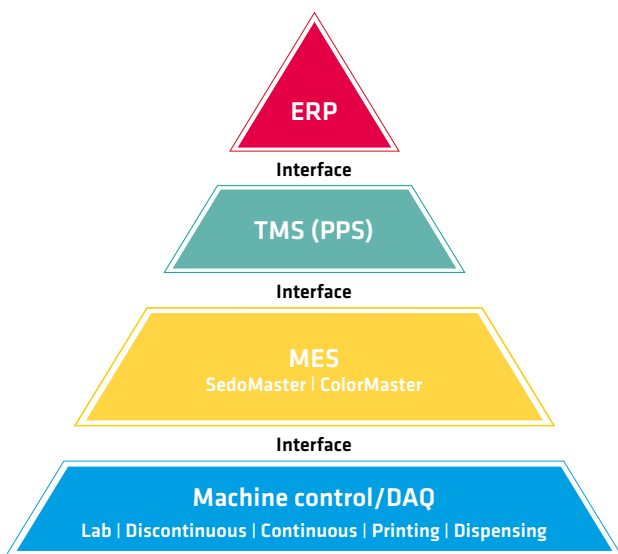 ERP
Interface
TMS (PPS)
Interface
MES
SedoMaster | ColorMaster
Interface
Machine control/DAQ
Lab | Discontinuous | Continuous | Printing | Dispensing